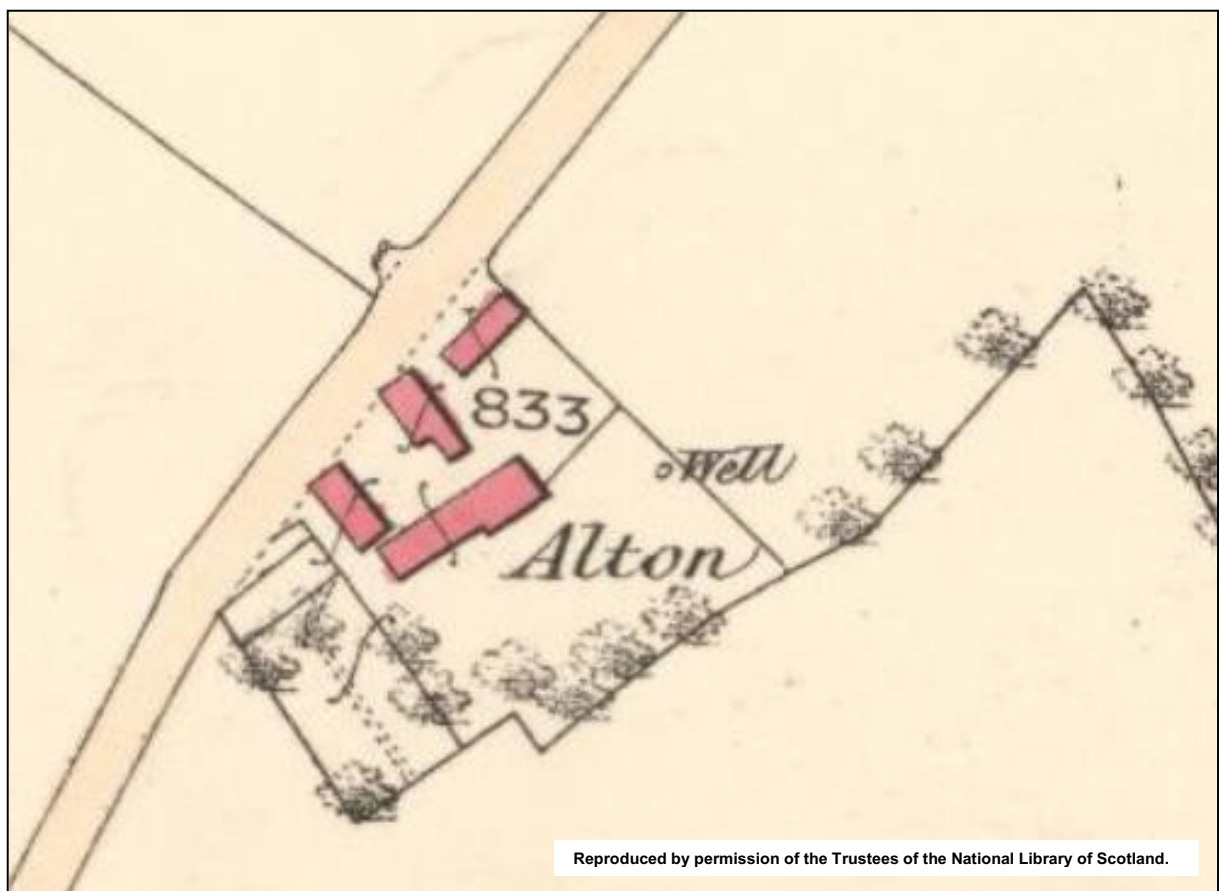 833
Well
Alton
Reproduced by permission of the Trustees of the National Library of Scotland.